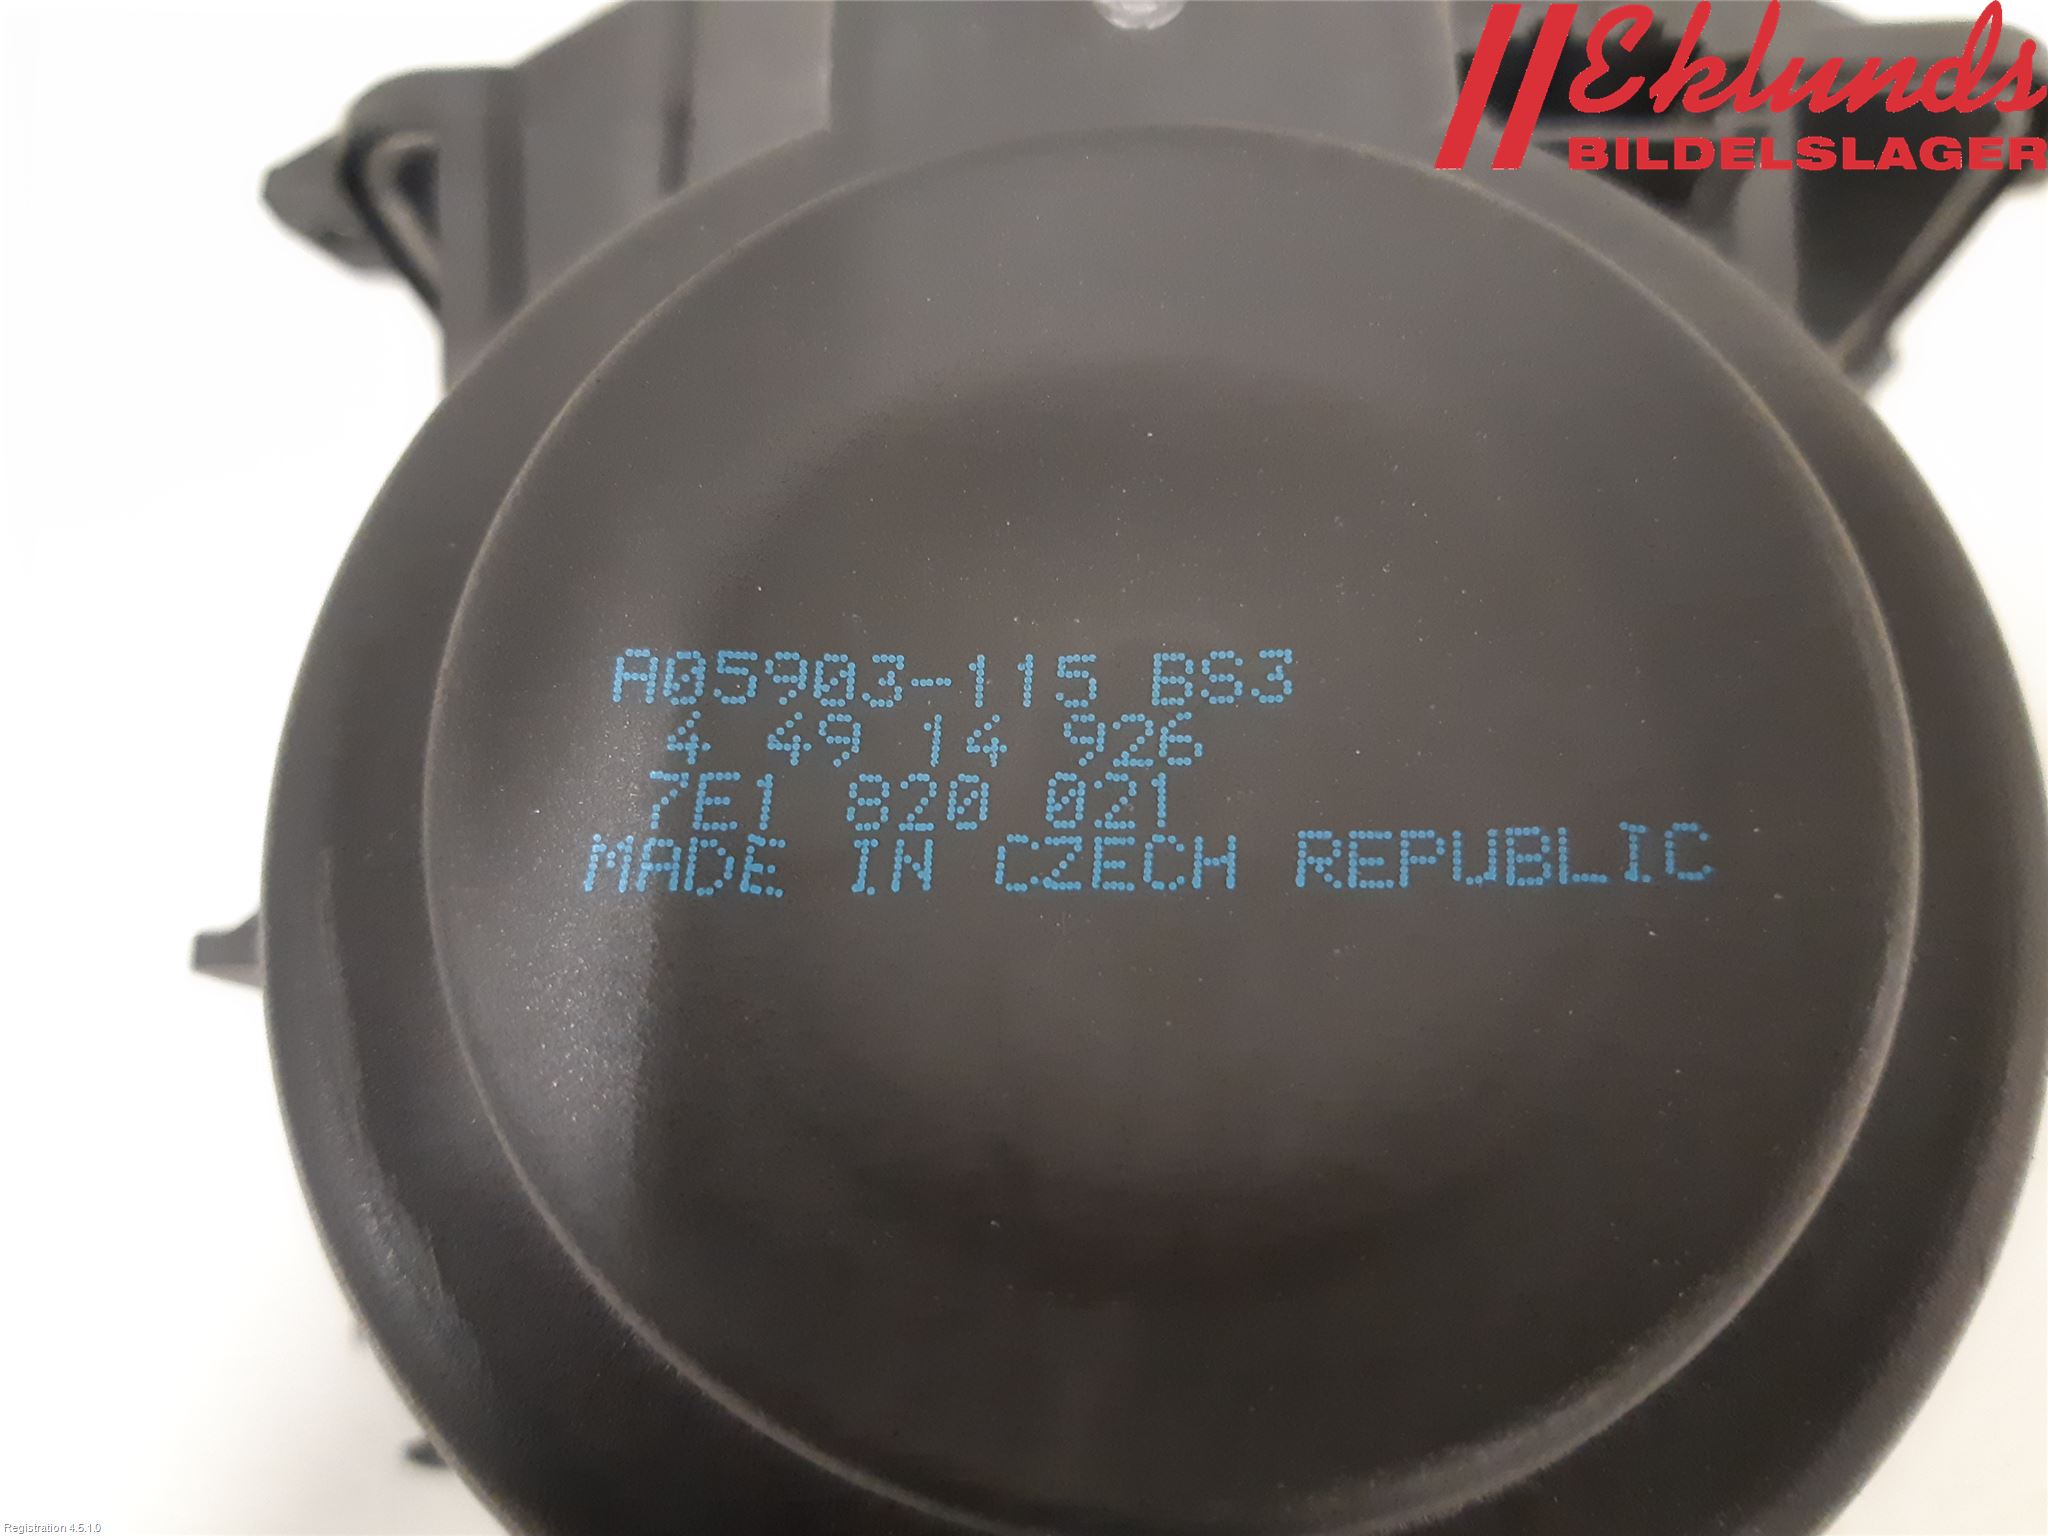 Eklunds
BILDELSLAGER
A05903-115 BS3
4 49 14 926
7E1 820 021
MADE IN CZECH REPUBLIC
Registration 4.5.1.0